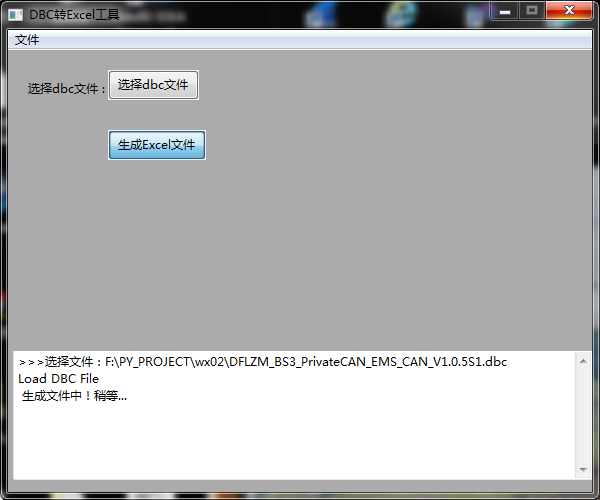 DBC转Excel工具
文件
选择dbc文件：
选择dbc文件
生成Excel文件
>>>选择文件：F:\PY_PROJECT\wx02\DFLZM_BS3_PrivateCAN_EMS_CAN_V1.0.5S1.dbc
Load DBC File
生成文件中！稍等...